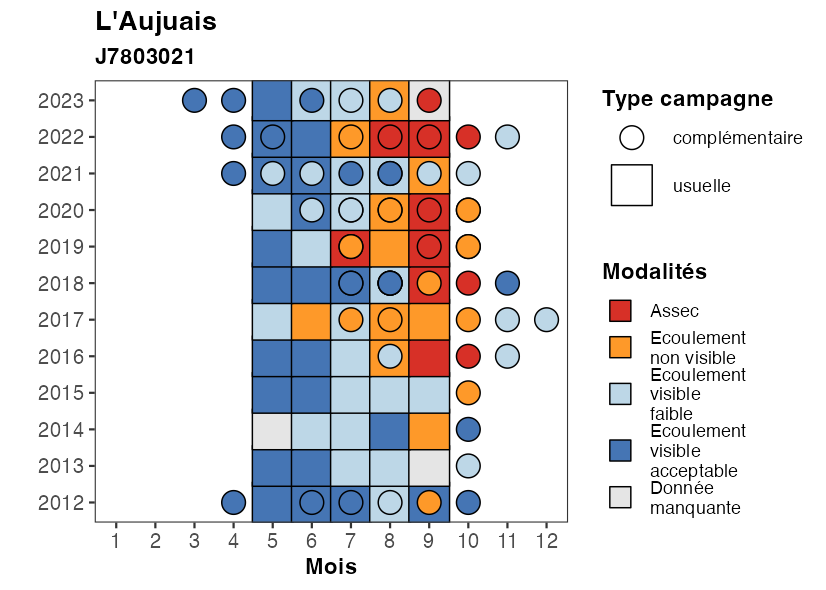 L'Aujuais
J7803021
2023
2022
2021
2020
2019
2018
2017
2016
2015
2014
2013
2012
1 2 3 4 5 6 7 8 9 10 11 12
Mois
Type campagne
complémentaire
usuelle
Modalités
Assec
Ecoulement
non visible
Ecoulement
visible
faible
Ecoulement
visible
acceptable
Donnée
manquante